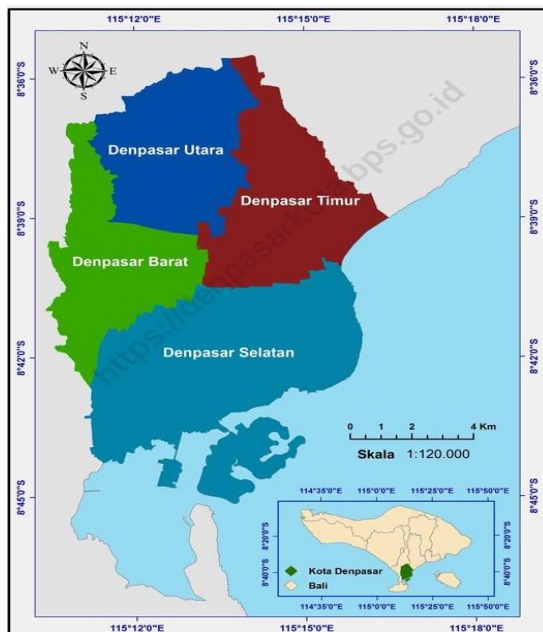 115°12'0"E 115°15'0"E 115°18'0"E
N
W E
S
8°36'0"S 8°36'0"S
Denpasar Utara
Denpasar Timur
8°39'0"S 8°39'0"S
Denpasar Barat
https://denpasarkota.bps.go.id
Denpasar Selatan
8°42'0"S 8°42'0"S
0 1 2 4 Km
Skala 1:120.000
8°45'0"S 8°45'0"S
114°35'0"E 115°0'0"E 115°25'0"E 115°50'0"E
8°20'0"S 8°20'0"S
8°40'0"S 8°40'0"S
Kota Denpasar
Bali
114°35'0"E 115°0'0"E 115°25'0"E 115°50'0"E
115°12'0"E 115°15'0"E 115°18'0"E